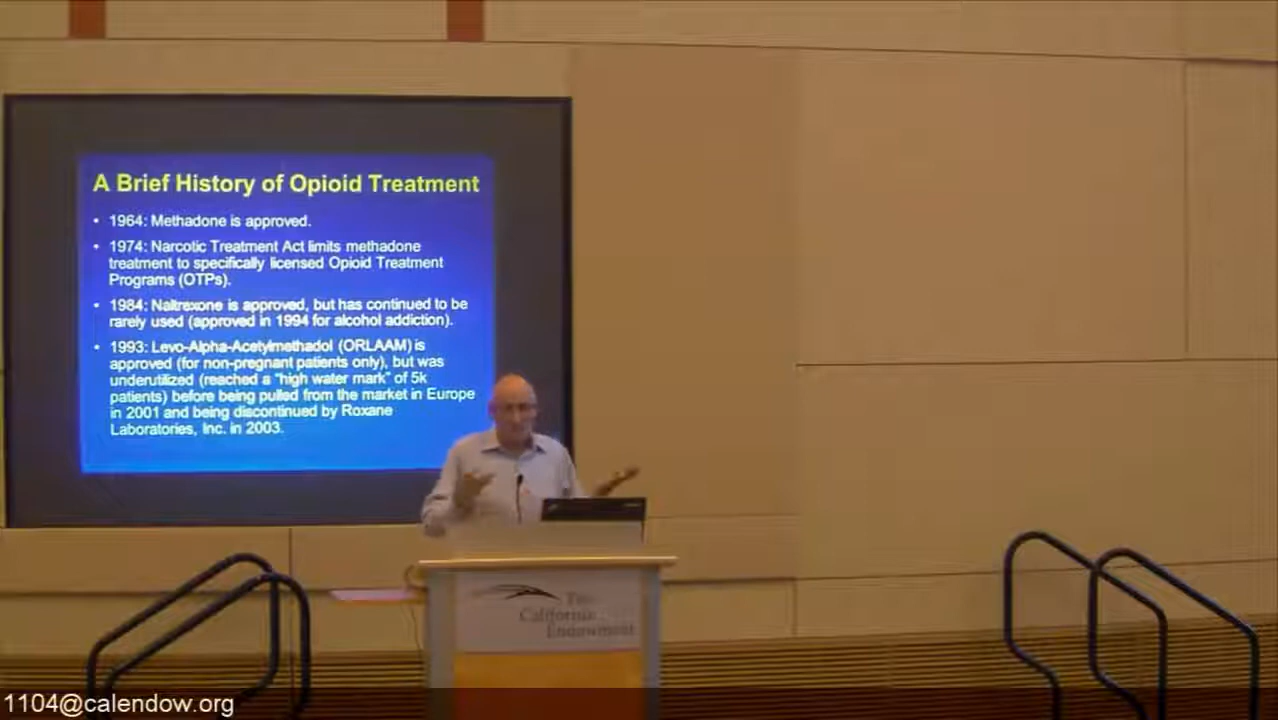 A Brief History of Opioid Treatment
• 1964: Methadone is approved.
• 1974: Narcotic Treatment Act limits methadone
treatment to specifically licensed Opioid Treatment
Programs (OTPs).
• 1984: Naltrexone is approved, but has continued to be
rarely used (approved in 1994 for alcohol addiction).
• 1993: Levo-Alpha-Acetylmethadol (ORLAAM) is
approved (for non-pregnant patients only), but was
underutilized (reached a "high water mark" of 5k
patients) before being pulled from the market in Europe
in 2001 and being discontinued by Roxane
Laboratories, Inc. in 2003.
The
California
Endowment
1104@calendow.org